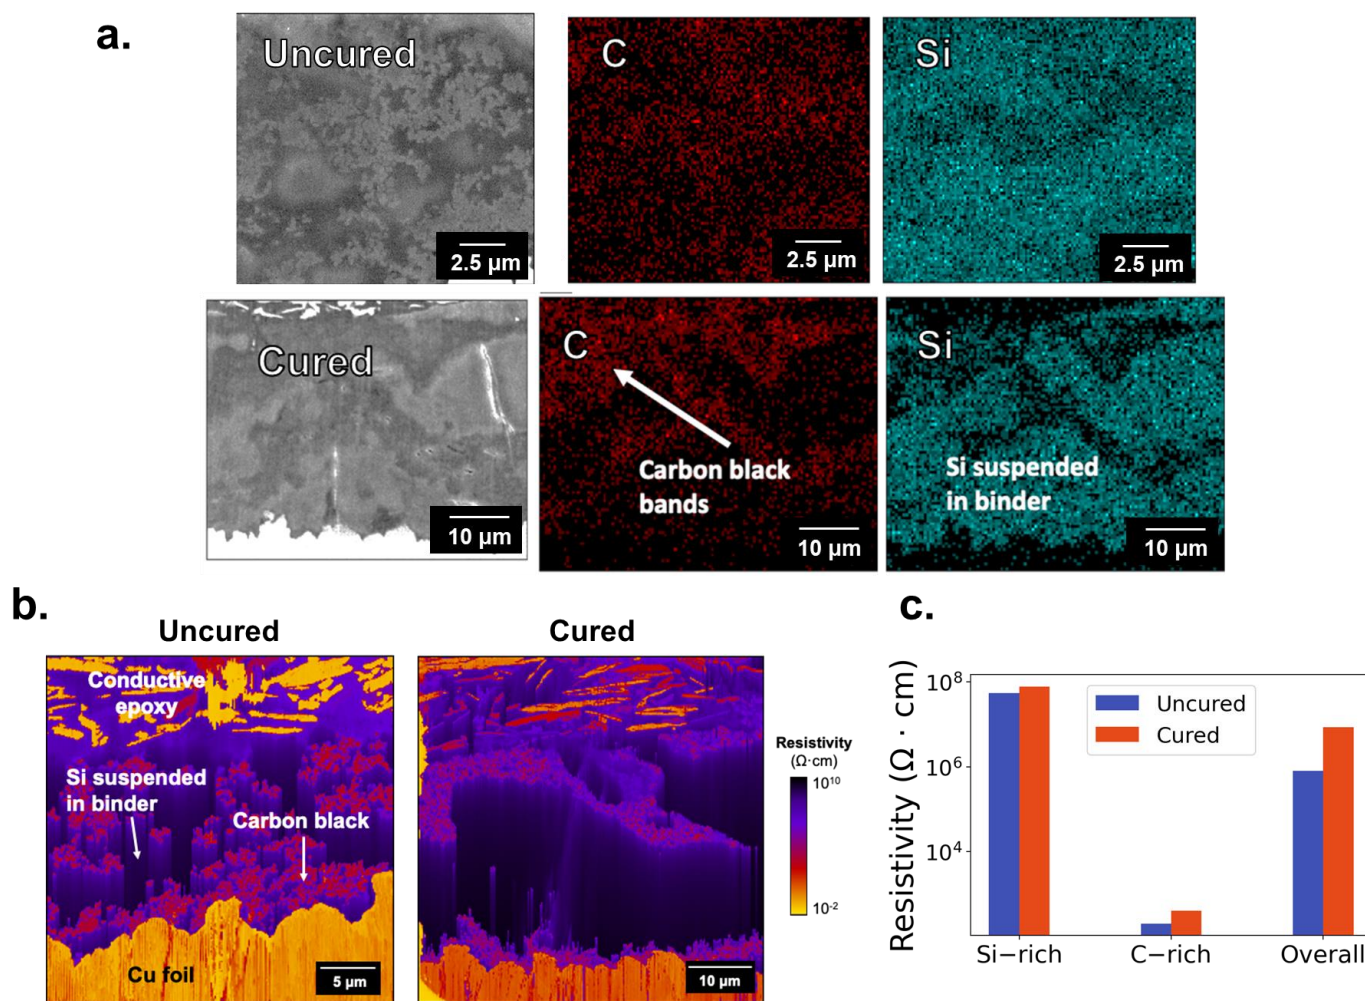 a.
Uncured
2.5 µm
C
2.5 µm
Si
2.5 µm
Cured
10 µm
C
Carbon black
bands
10 µm
Si
Si suspended
in binder
10 µm
b.
Uncured
Conductive
epoxy
Si suspended
in binder
Carbon black
Cu foil
5 µm
Cured
10 µm
Resistivity
(Ω·cm)
10¹⁰
10⁻²
c.
Resistivity (Ω · cm)
10⁸
10⁶
10⁴
Uncured
Cured
Si−rich
C−rich
Overall